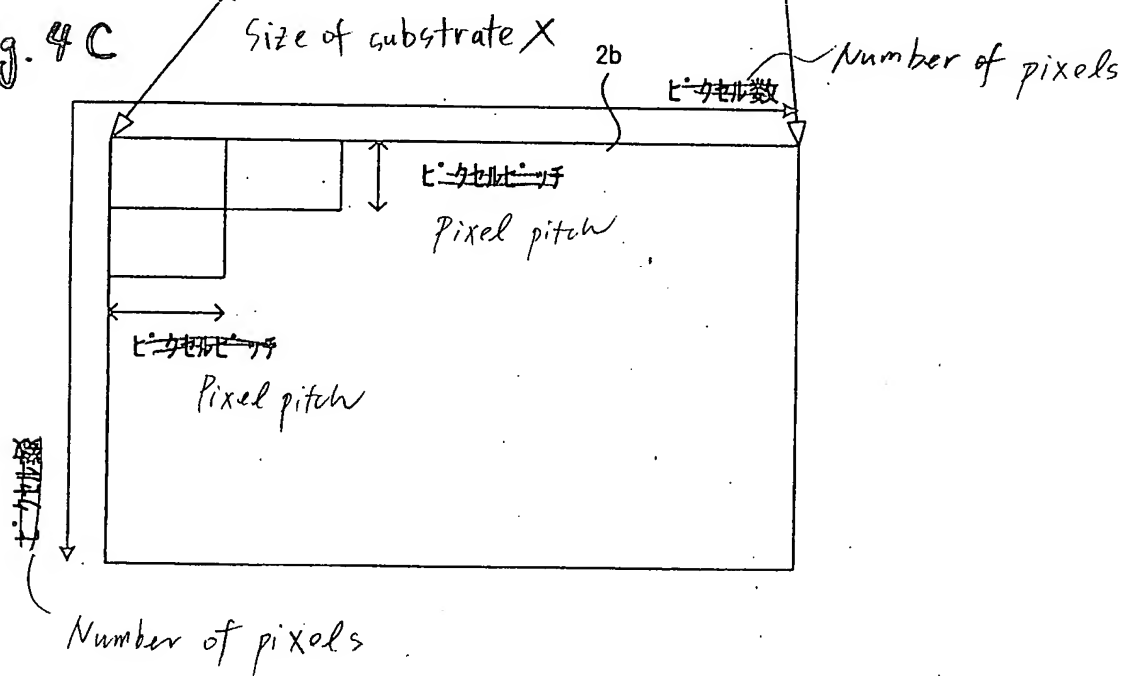 g. 4 C
Size of substrate X
2b
Number of pixels
ピクセル数
ピクセルピッチ
Pixel pitch
ピクセルピッチ
Pixel pitch
ピクセル数
Number of pixels